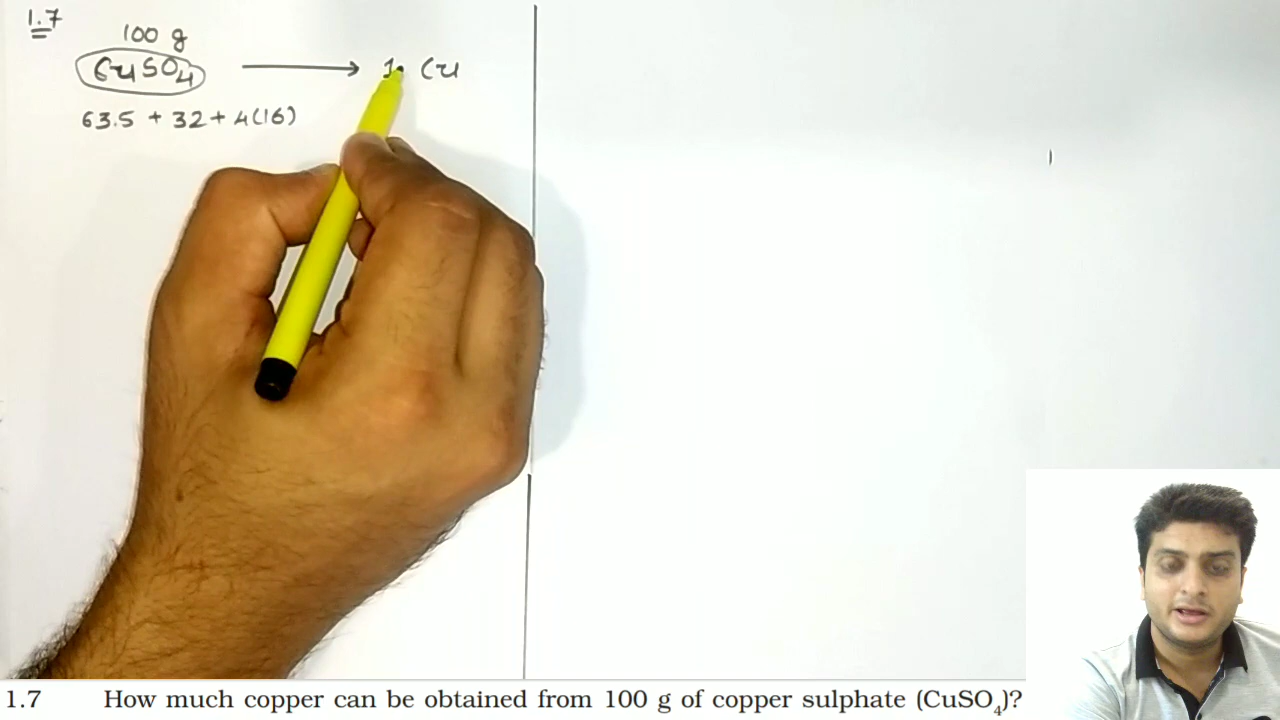 1.7
100 g
CuSO4 ⟶ 1 Cu
63.5 + 32 + 4(16)
1.7 How much copper can be obtained from 100 g of copper sulphate (CuSO4)?